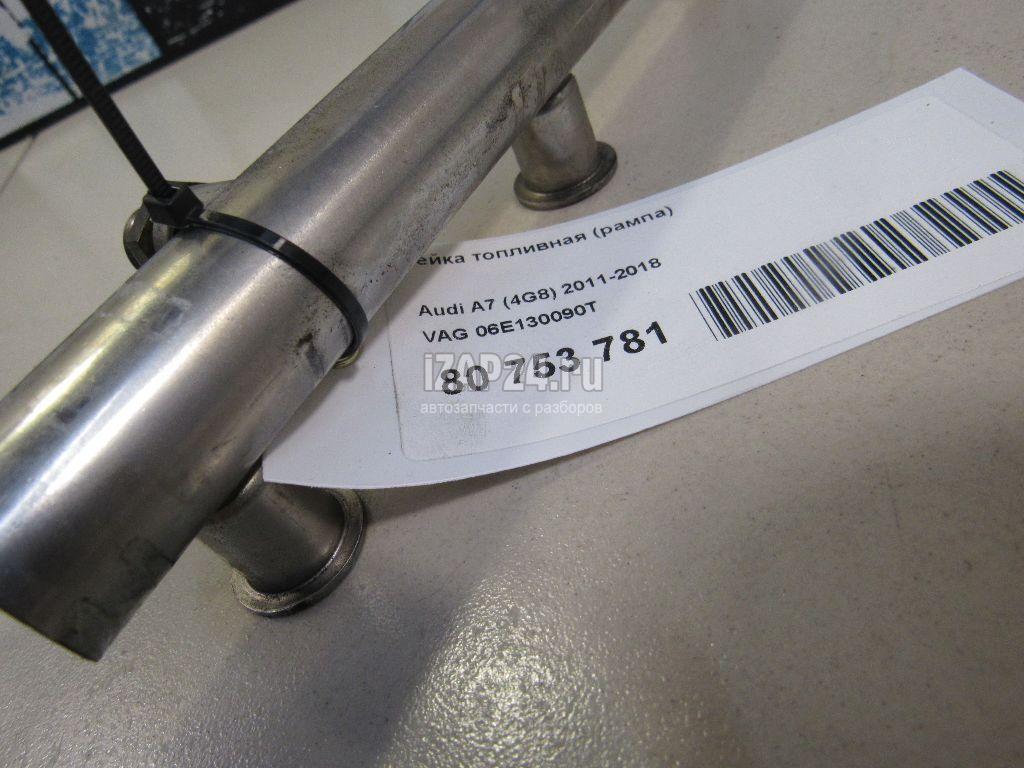 ейка топливная (рампа)
Audi A7 (4G8) 2011-2018
VAG 06E130090T
80 753 781
iZAP24.ru
автозапчасти с разборов